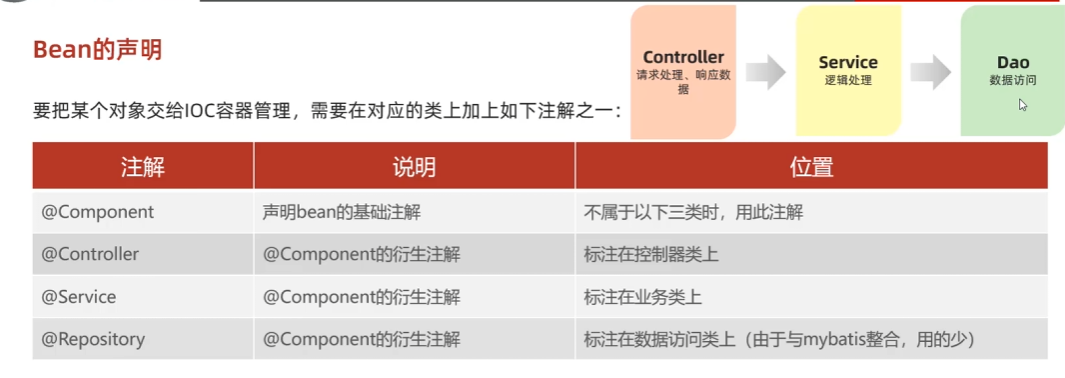 Bean的声明
Controller
请求处理、响应数
据
Service
逻辑处理
Dao
数据访问
要把某个对象交给IOC容器管理，需要在对应的类上加上如下注解之一：
注解 说明 位置
@Component 声明bean的基础注解 不属于以下三类时，用此注解
@Controller @Component的衍生注解 标注在控制器类上
@Service @Component的衍生注解 标注在业务类上
@Repository @Component的衍生注解 标注在数据访问类上（由于与mybatis整合，用的少）